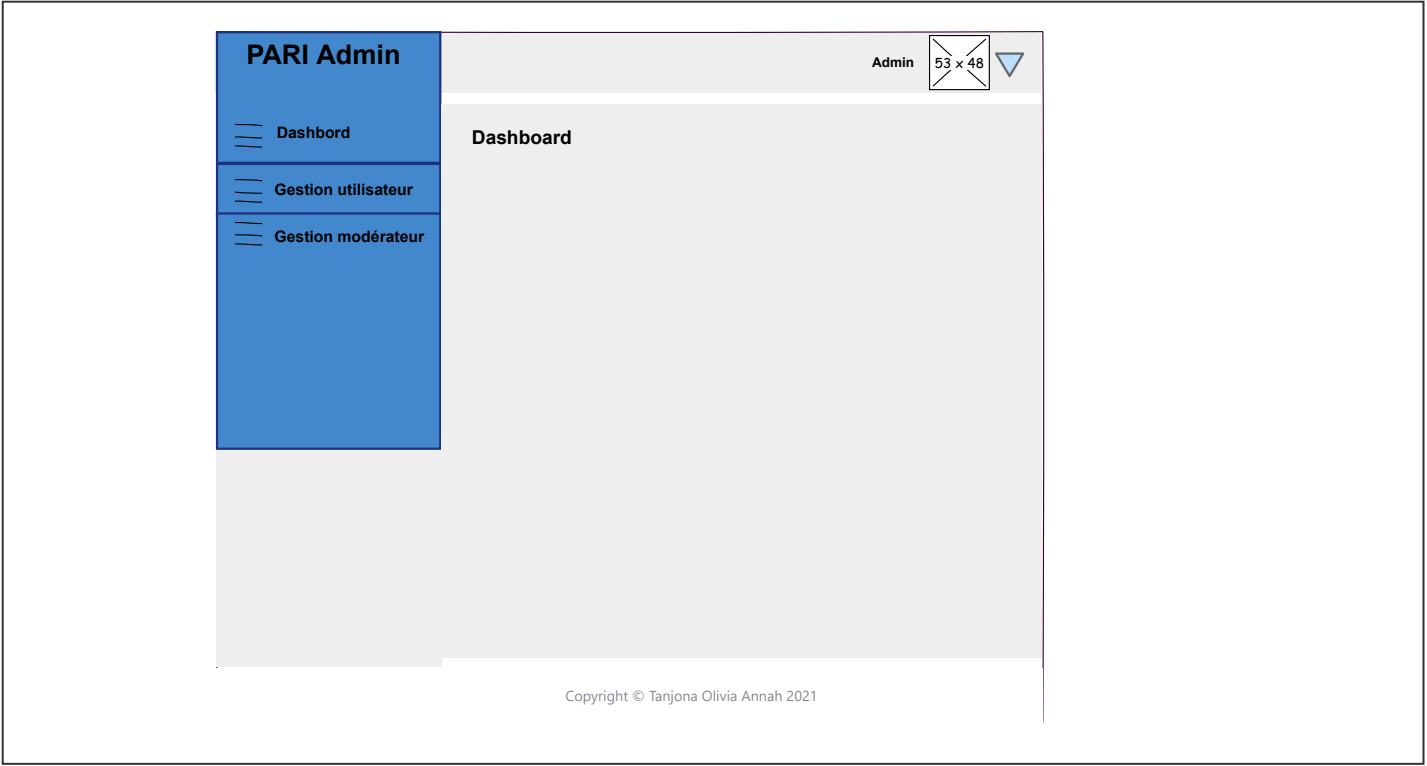 PARI Admin
Admin
53 x 48
Dashbord
Dashboard
Gestion utilisateur
Gestion modérateur
Copyright © Tanjona Olivia Annah 2021